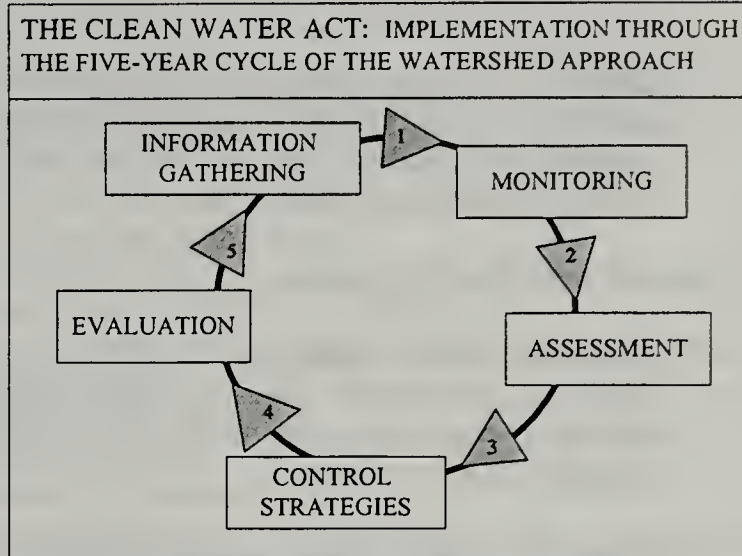 THE CLEAN WATER ACT: IMPLEMENTATION THROUGH
THE FIVE-YEAR CYCLE OF THE WATERSHED APPROACH
INFORMATION
GATHERING
1
MONITORING
2
ASSESSMENT
3
CONTROL
STRATEGIES
4
EVALUATION
5